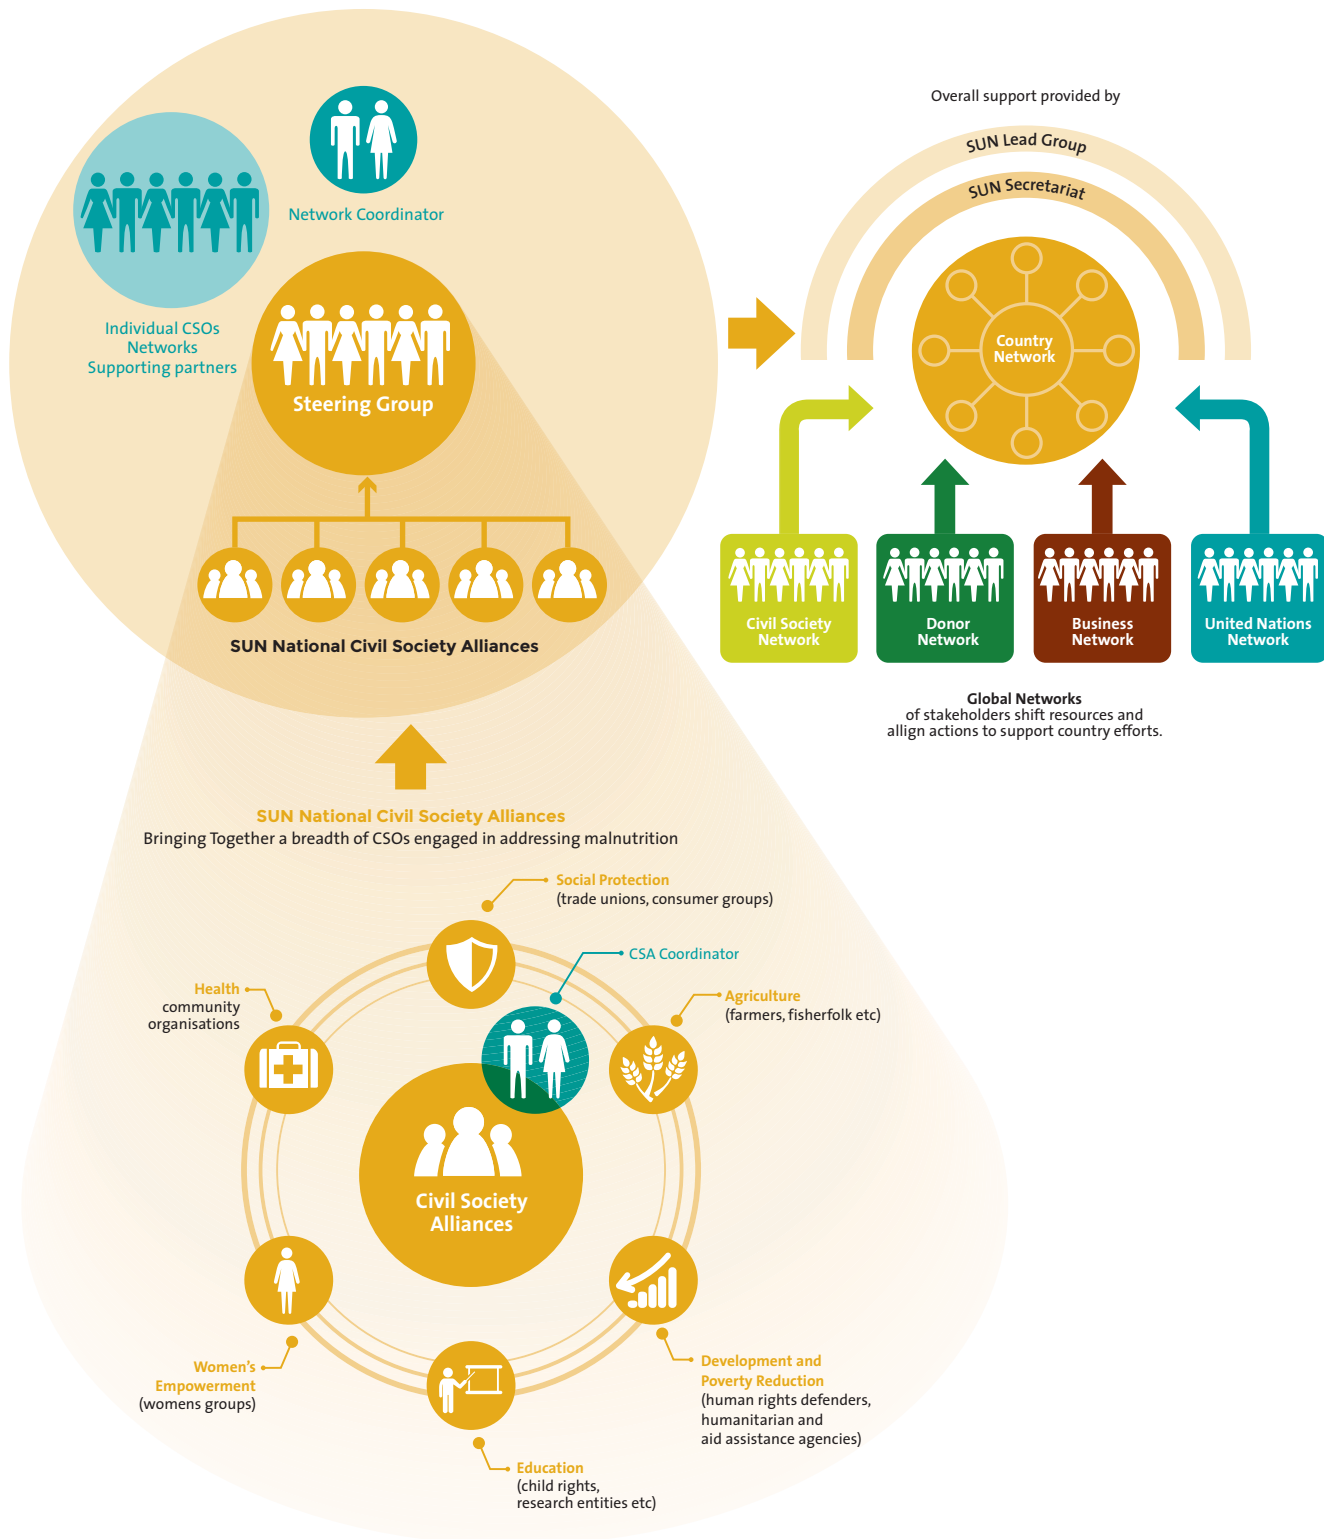 Network Coordinator
Individual CSOs
Networks
Supporting partners
Steering Group
SUN National Civil Society Alliances
Overall support provided by
SUN Lead Group
SUN Secretariat
Country
Network
Civil Society
Network
Donor
Network
Business
Network
United Nations
Network
Global Networks
of stakeholders shift resources and
allign actions to support country efforts.
SUN National Civil Society Alliances
Bringing Together a breadth of CSOs engaged in addressing malnutrition
Social Protection
(trade unions, consumer groups)
CSA Coordinator
Health
community
organisations
Agriculture
(farmers, fisherfolk etc)
Civil Society
Alliances
Women's
Empowerment
(womens groups)
Development and
Poverty Reduction
(human rights defenders,
humanitarian and
aid assistance agencies)
Education
(child rights,
research entities etc)